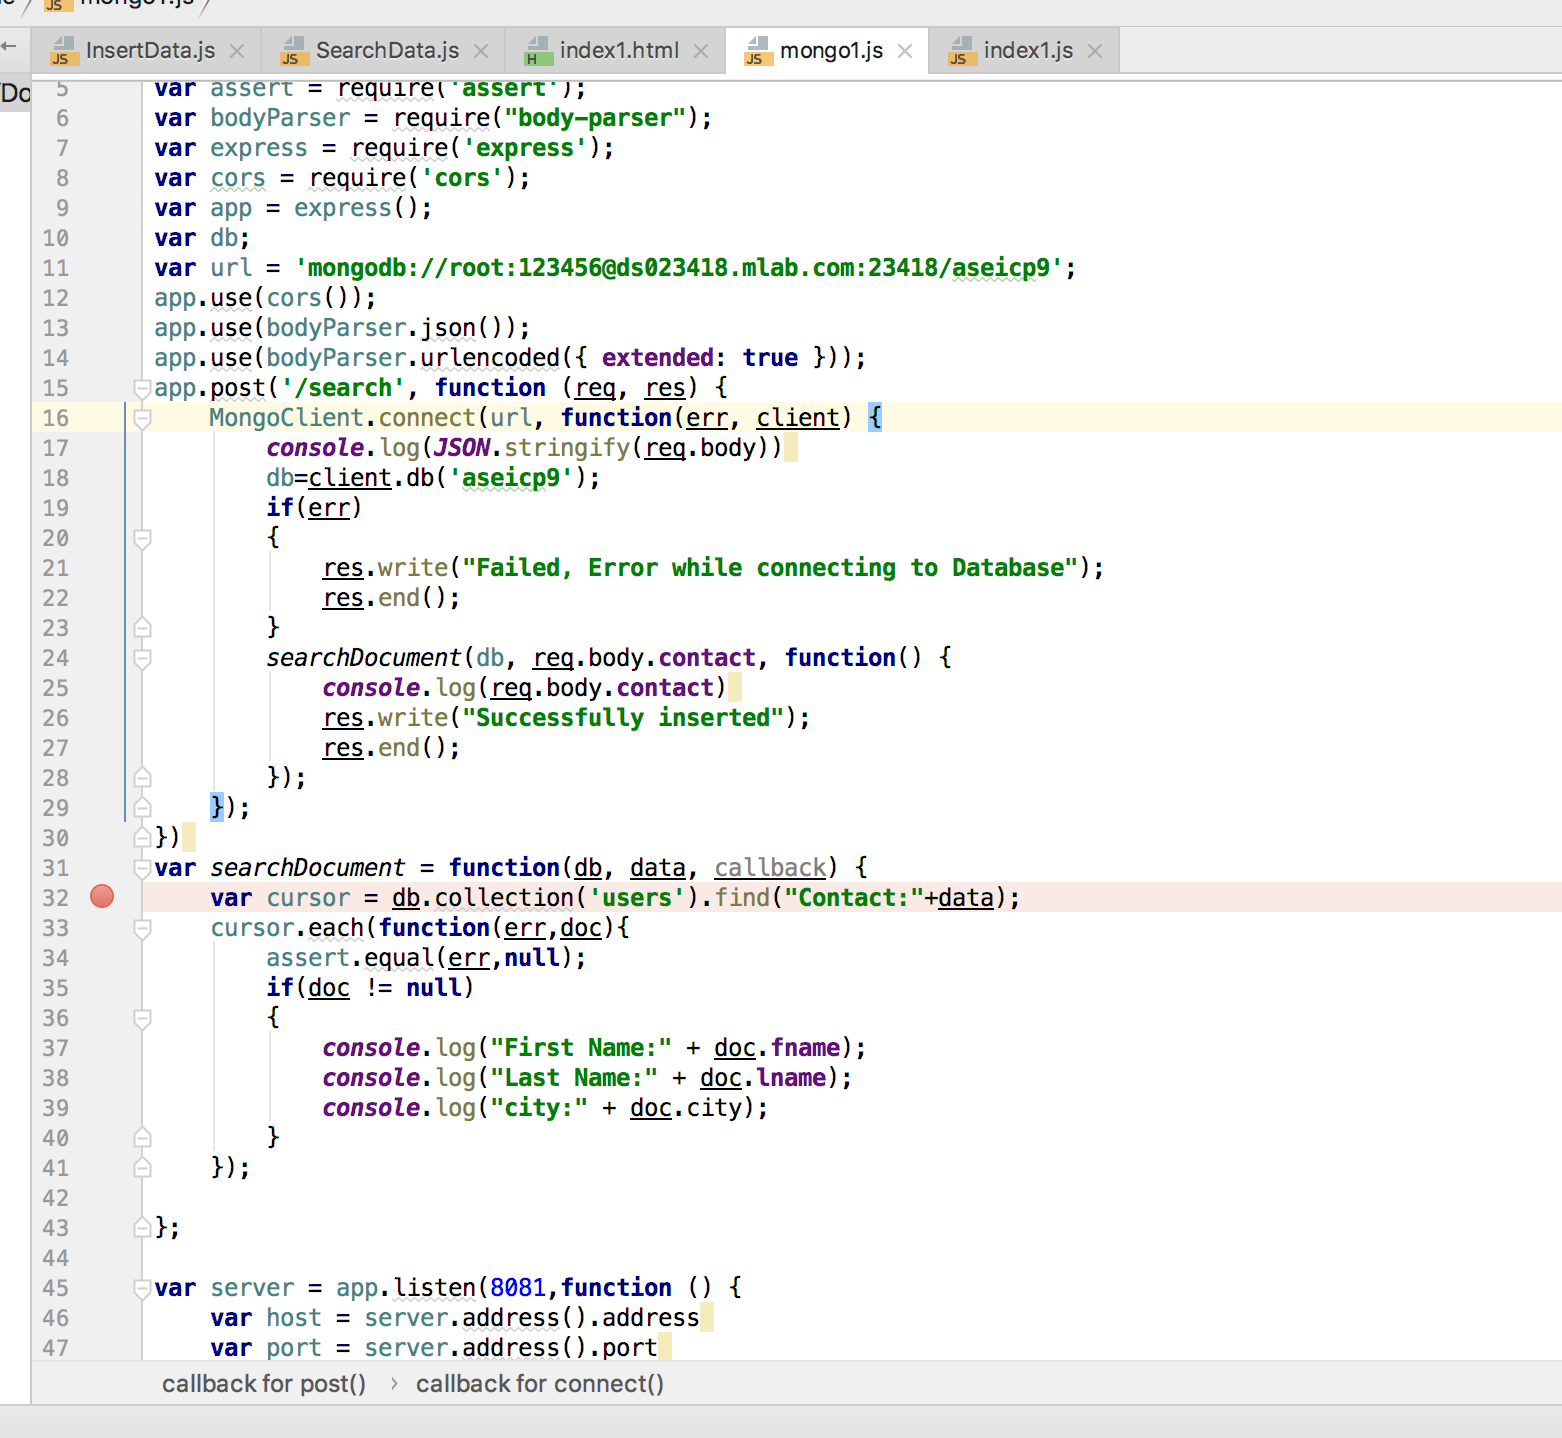 mongo1.js
InsertData.js SearchData.js index1.html mongo1.js index1.js
Do
5 var assert = require('assert');
6 var bodyParser = require("body-parser");
7 var express = require('express');
8 var cors = require('cors');
9 var app = express();
10 var db;
11 var url = 'mongodb://root:123456@ds023418.mlab.com:23418/aseicp9';
12 app.use(cors());
13 app.use(bodyParser.json());
14 app.use(bodyParser.urlencoded({ extended: true }));
15 app.post('/search', function (req, res) {
16 MongoClient.connect(url, function(err, client) {
17 console.log(JSON.stringify(req.body))
18 db=client.db('aseicp9');
19 if(err)
20 {
21 res.write("Failed, Error while connecting to Database");
22 res.end();
23 }
24 searchDocument(db, req.body.contact, function() {
25 console.log(req.body.contact)
26 res.write("Successfully inserted");
27 res.end();
28 });
29 });
30 })
31 var searchDocument = function(db, data, callback) {
32 var cursor = db.collection('users').find("Contact:"+data);
33 cursor.each(function(err,doc){
34 assert.equal(err,null);
35 if(doc != null)
36 {
37 console.log("First Name:" + doc.fname);
38 console.log("Last Name:" + doc.lname);
39 console.log("city:" + doc.city);
40 }
41 });
42
43 };
44
45 var server = app.listen(8081,function () {
46 var host = server.address().address
47 var port = server.address().port
callback for post() › callback for connect()